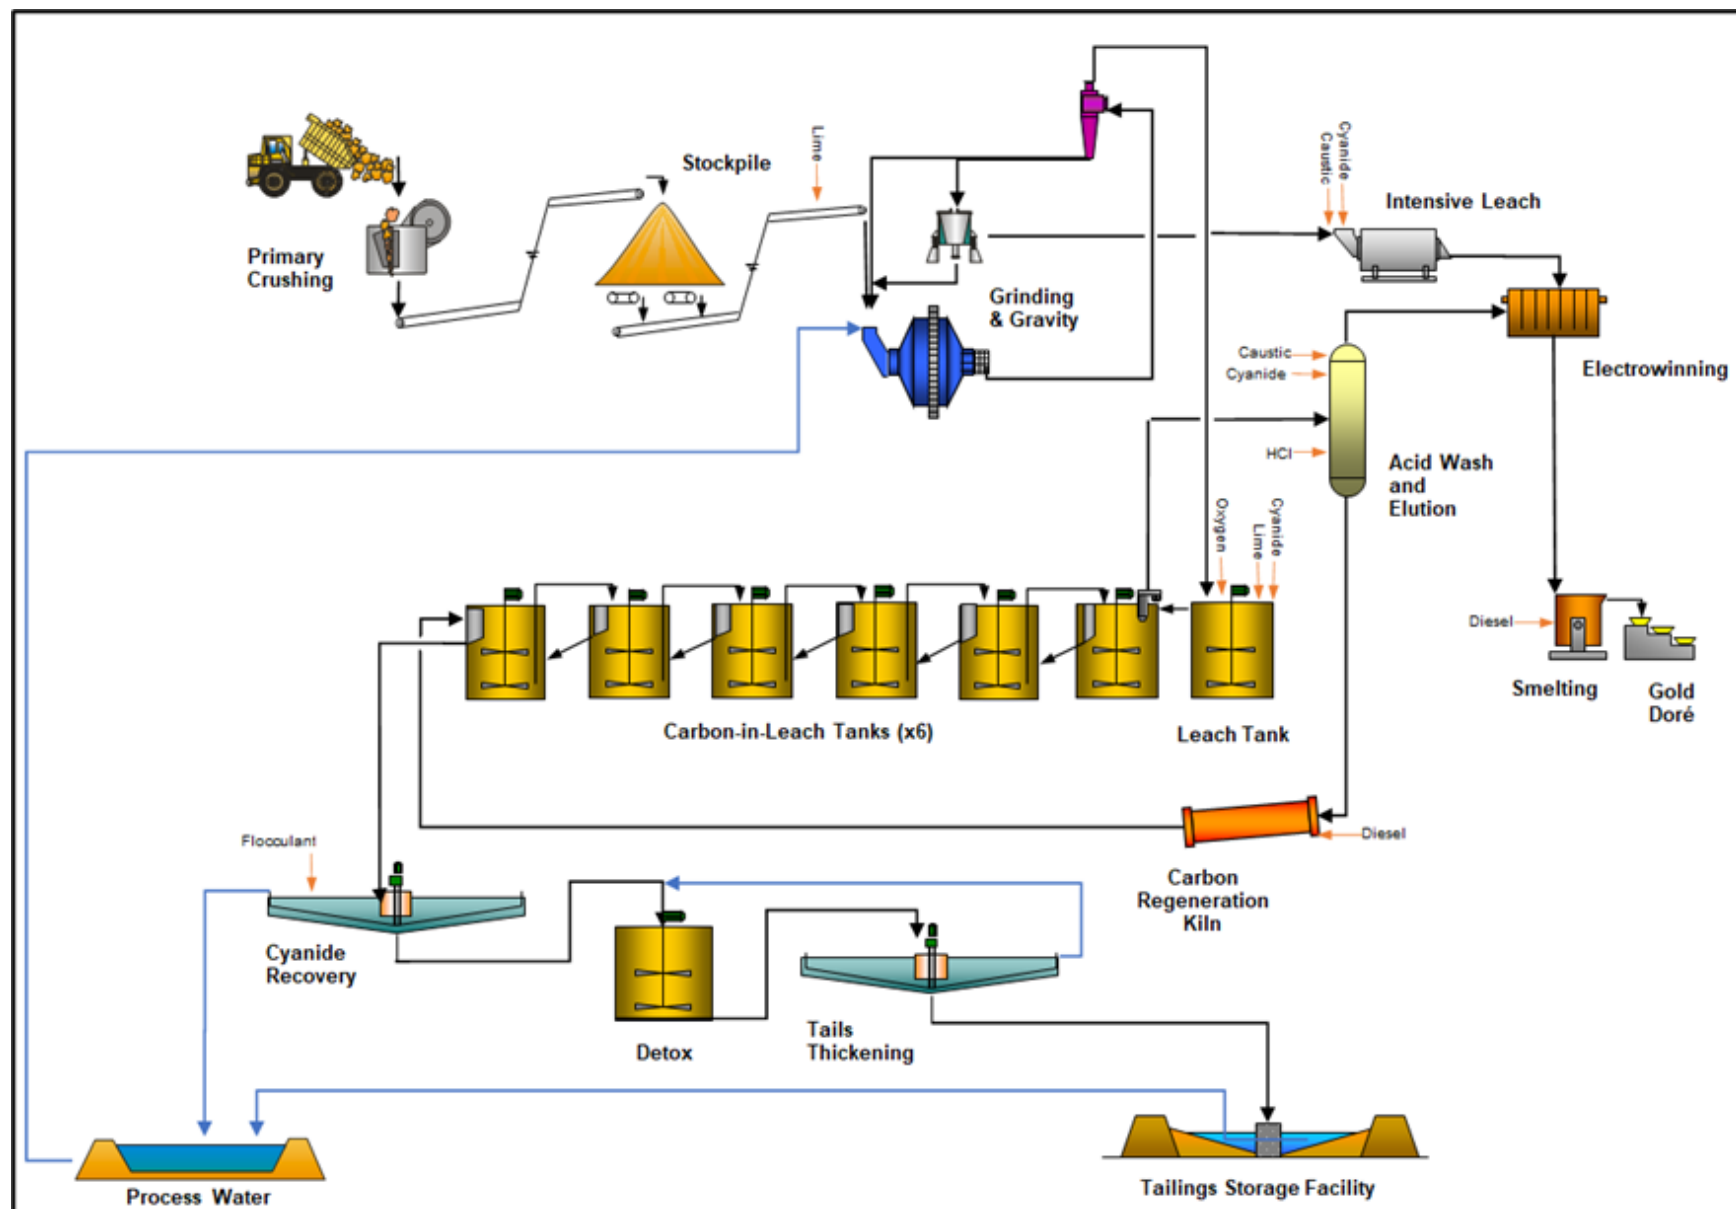 Lime
Stockpile
Cyanide
Caustic
Intensive Leach
Primary
Crushing
Grinding
& Gravity
Caustic
Cyanide
Electrowinning
HCl
Acid Wash
and
Elution
Oxygen
Lime
Cyanide
Diesel
Smelting
Gold
Doré
Carbon-in-Leach Tanks (x6)
Leach Tank
Flocculant
Diesel
Carbon
Regeneration
Kiln
Cyanide
Recovery
Detox
Tails
Thickening
Process Water
Tailings Storage Facility